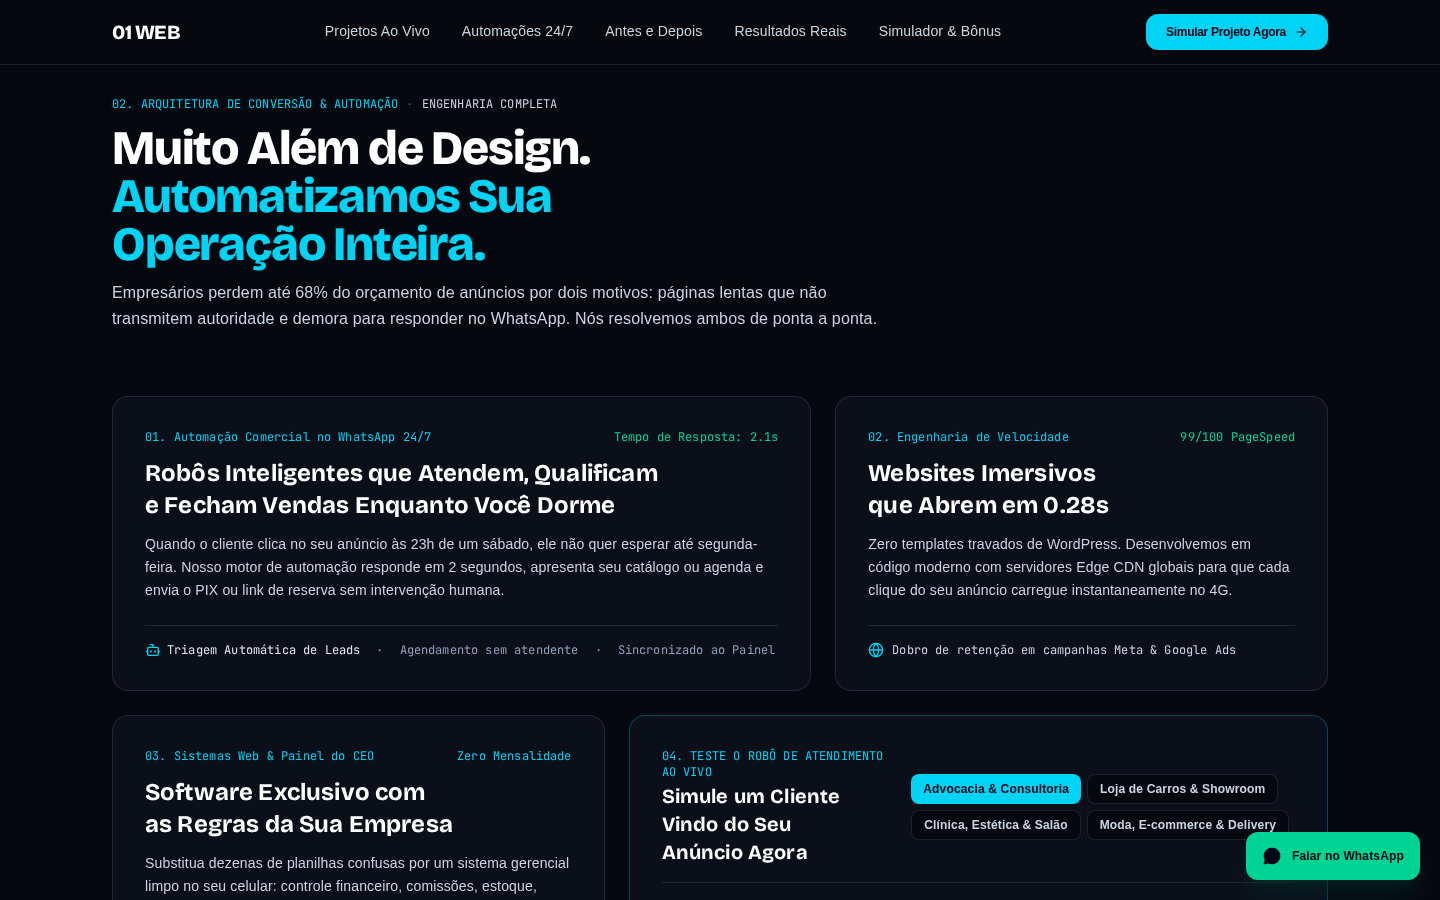 01 WEB
Projetos Ao Vivo
Automações 24/7
Antes e Depois
Resultados Reais
Simulador & Bônus
Simular Projeto Agora
02. ARQUITETURA DE CONVERSÃO & AUTOMAÇÃO · ENGENHARIA COMPLETA
Muito Além de Design.
Automatizamos Sua
Operação Inteira.
Empresários perdem até 68% do orçamento de anúncios por dois motivos: páginas lentas que não
transmitem autoridade e demora para responder no WhatsApp. Nós resolvemos ambos de ponta a ponta.
01. Automação Comercial no WhatsApp 24/7
Tempo de Resposta: 2.1s
Robôs Inteligentes que Atendem, Qualificam
e Fecham Vendas Enquanto Você Dorme
Quando o cliente clica no seu anúncio às 23h de um sábado, ele não quer esperar até segunda-
feira. Nosso motor de automação responde em 2 segundos, apresenta seu catálogo ou agenda e
envia o PIX ou link de reserva sem intervenção humana.
Triagem Automática de Leads · Agendamento sem atendente · Sincronizado ao Painel
02. Engenharia de Velocidade
99/100 PageSpeed
Websites Imersivos
que Abrem em 0.28s
Zero templates travados de WordPress. Desenvolvemos em
código moderno com servidores Edge CDN globais para que cada
clique do seu anúncio carregue instantaneamente no 4G.
Dobro de retenção em campanhas Meta & Google Ads
03. Sistemas Web & Painel do CEO
Zero Mensalidade
Software Exclusivo com
as Regras da Sua Empresa
Substitua dezenas de planilhas confusas por um sistema gerencial
limpo no seu celular: controle financeiro, comissões, estoque,
04. TESTE O ROBÔ DE ATENDIMENTO
AO VIVO
Simule um Cliente
Vindo do Seu
Anúncio Agora
Advocacia & Consultoria
Loja de Carros & Showroom
Clínica, Estética & Salão
Moda, E-commerce & Delivery
Falar no WhatsApp